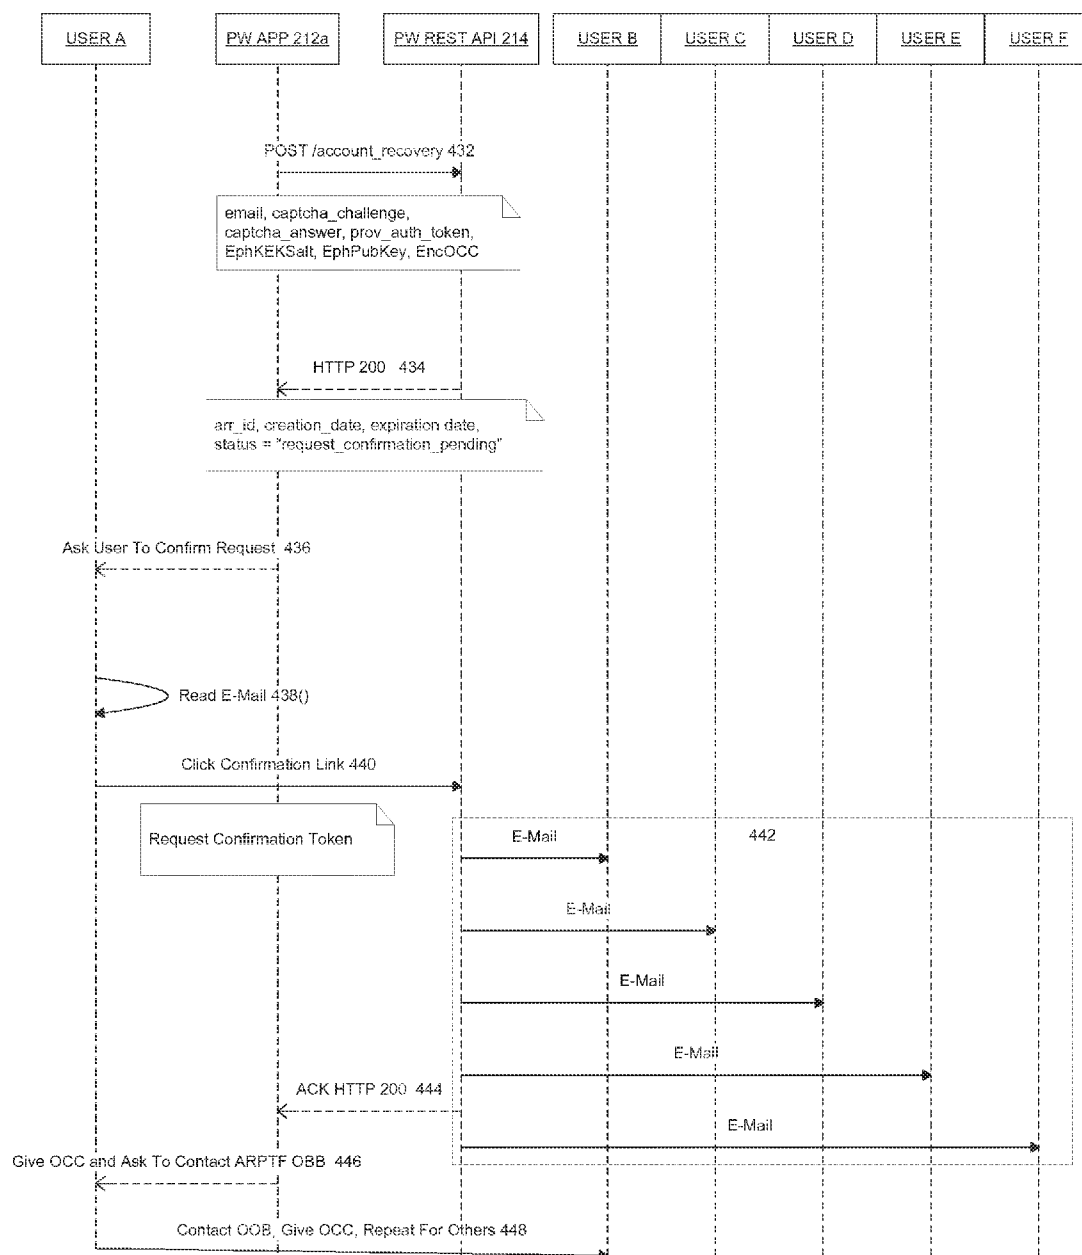 USER A
PW APP 212a
PW REST API 214
USER B
USER C
USER D
USER E
USER F
POST /account_recovery 432
email, captcha_challenge,
captcha_answer, prov_auth_token,
EphKEKSalt, EphPubKey, EncOCC
HTTP 200 434
arr_id, creation_date, expiration date,
status = "request_confirmation_pending"
Ask User To Confirm Request 436
Read E-Mail 438()
Click Confirmation Link 440
Request Confirmation Token
E-Mail
442
E-Mail
E-Mail
E-Mail
ACK HTTP 200 444
E-Mail
Give OCC and Ask To Contact ARPTF OBB 446
Contact OOB, Give OCC, Repeat For Others 448